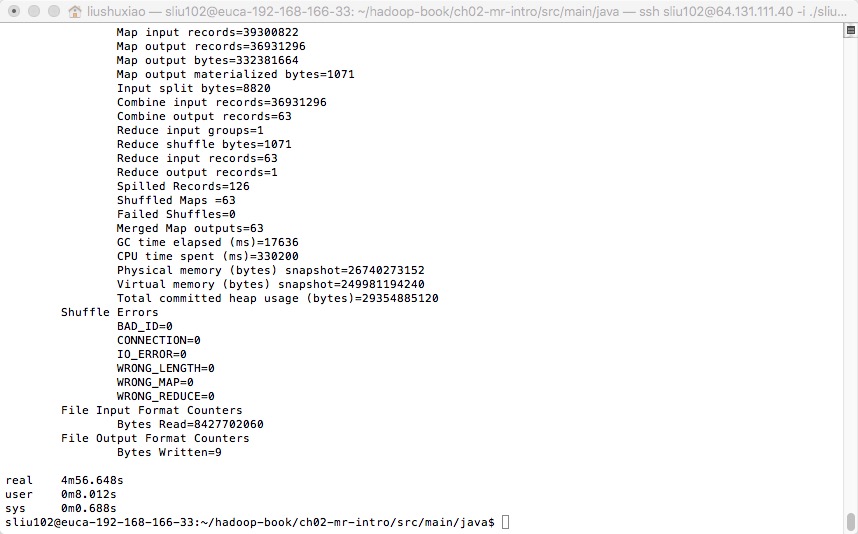 liushuxiao — sliu102@euca-192-168-166-33: ~/hadoop-book/ch02-mr-intro/src/main/java — ssh sliu102@64.131.111.40 -i ./sliu...
Map input records=39300822
Map output records=36931296
Map output bytes=332381664
Map output materialized bytes=1071
Input split bytes=8820
Combine input records=36931296
Combine output records=63
Reduce input groups=1
Reduce shuffle bytes=1071
Reduce input records=63
Reduce output records=1
Spilled Records=126
Shuffled Maps =63
Failed Shuffles=0
Merged Map outputs=63
GC time elapsed (ms)=17636
CPU time spent (ms)=330200
Physical memory (bytes) snapshot=26740273152
Virtual memory (bytes) snapshot=249981194240
Total committed heap usage (bytes)=29354885120
Shuffle Errors
BAD_ID=0
CONNECTION=0
IO_ERROR=0
WRONG_LENGTH=0
WRONG_MAP=0
WRONG_REDUCE=0
File Input Format Counters
Bytes Read=8427702060
File Output Format Counters
Bytes Written=9
real 4m56.648s
user 0m8.012s
sys 0m0.688s
sliu102@euca-192-168-166-33:~/hadoop-book/ch02-mr-intro/src/main/java$